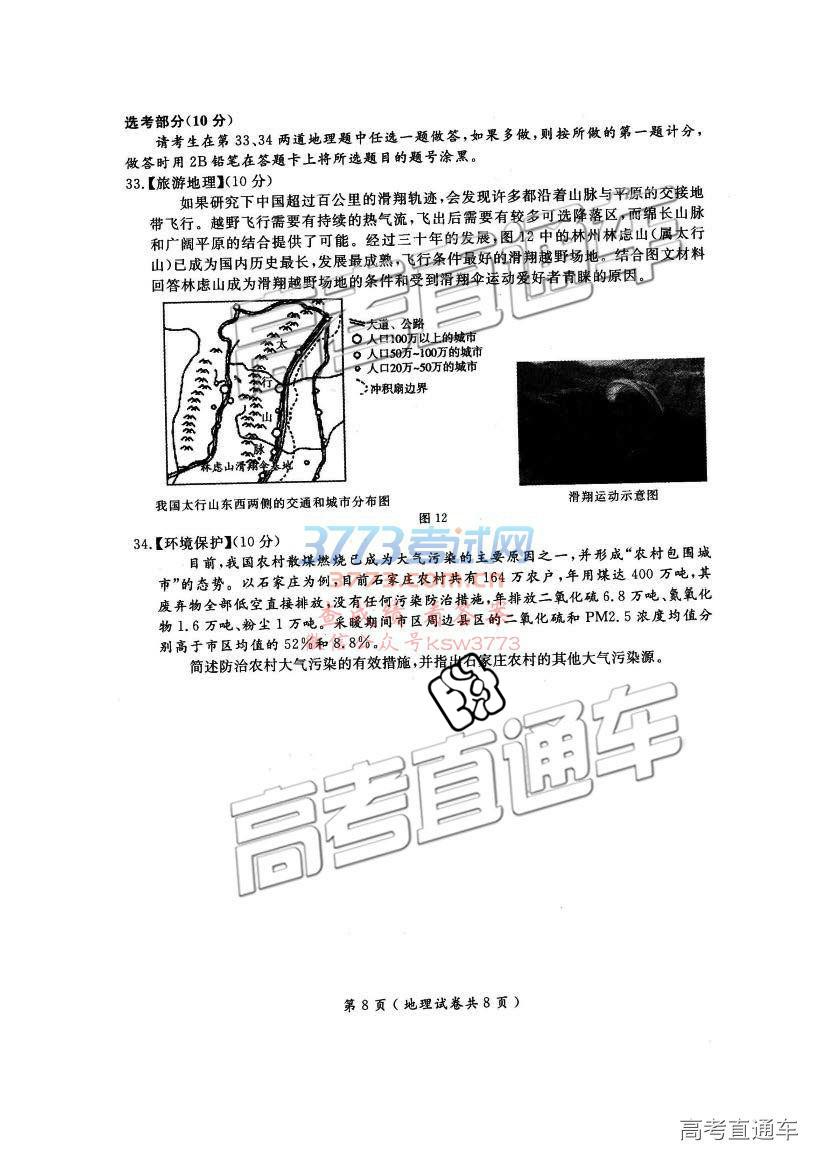 选考部分(10分)
请考生在第33、34两道地理题中任选一题做答,如果多做,则按所做的第一题计分,
做答时用2B铅笔在答题卡上将所选题目的题号涂黑。
33.【旅游地理】(10分)
如果研究下中国超过百公里的滑翔轨迹,会发现许多都沿着山脉与平原的交接地
带飞行。越野飞行需要有持续的热气流,飞出后需要有较多可选降落区,而绵长山脉
和广阔平原的结合提供了可能。经过三十年的发展,图12中的林州林虑山(属太行
山)已成为国内历史最长,发展最成熟,飞行条件最好的滑翔越野场地。结合图文材料
回答林虑山成为滑翔越野场地的条件和受到滑翔伞运动爱好者青睐的原因。
大道、公路
人口100万以上的城市
人口50万~100万的城市
人口20万~50万的城市
冲积扇边界
太
行
山
脉
林虑山滑翔伞基地
我国太行山东西两侧的交通和城市分布图
滑翔运动示意图
图12
34.【环境保护】(10分)
目前,我国农村散煤燃烧已成为大气污染的主要原因之一,并形成“农村包围城
市”的态势。以石家庄为例,目前石家庄农村共有164万农户,年用煤达400万吨,其
废弃物全部低空直接排放,没有任何污染防治措施,年排放二氧化硫6.8万吨、氮氧化
物1.6万吨、粉尘1万吨。采暖期间市区周边县区的二氧化硫和PM2.5浓度均值分
别高于市区均值的52%和8.8%。
简述防治农村大气污染的有效措施,并指出石家庄农村的其他大气污染源。
3773考试网
www.3773.com.cn
查成绩 看答案
微信公众号ksw3773
高考直通车
高考直通车
第8页(地理试卷共8页)
高考直通车